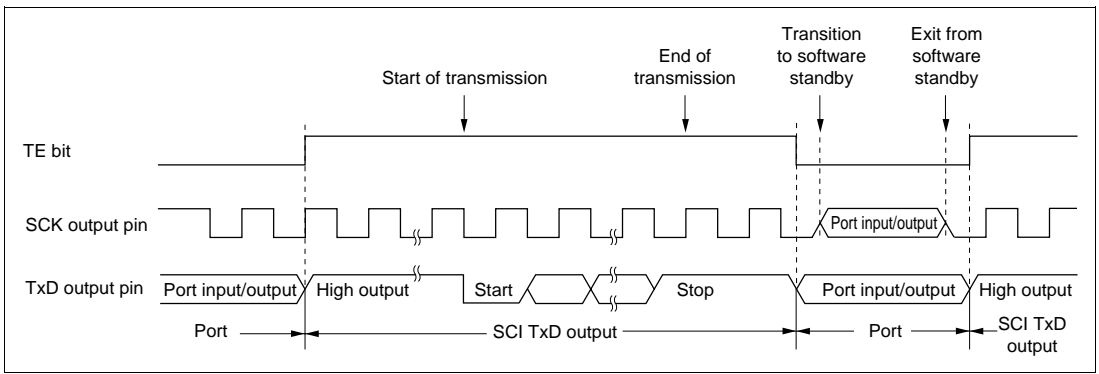 Transition
to software
standby
Exit from
software
standby
End of
transmission
Start of transmission
TE bit
SCK output pin
Port input/output
TxD output pin
Port input/output
High output
Start
Stop
Port input/output
High output
Port
SCI TxD output
Port
SCI TxD
output